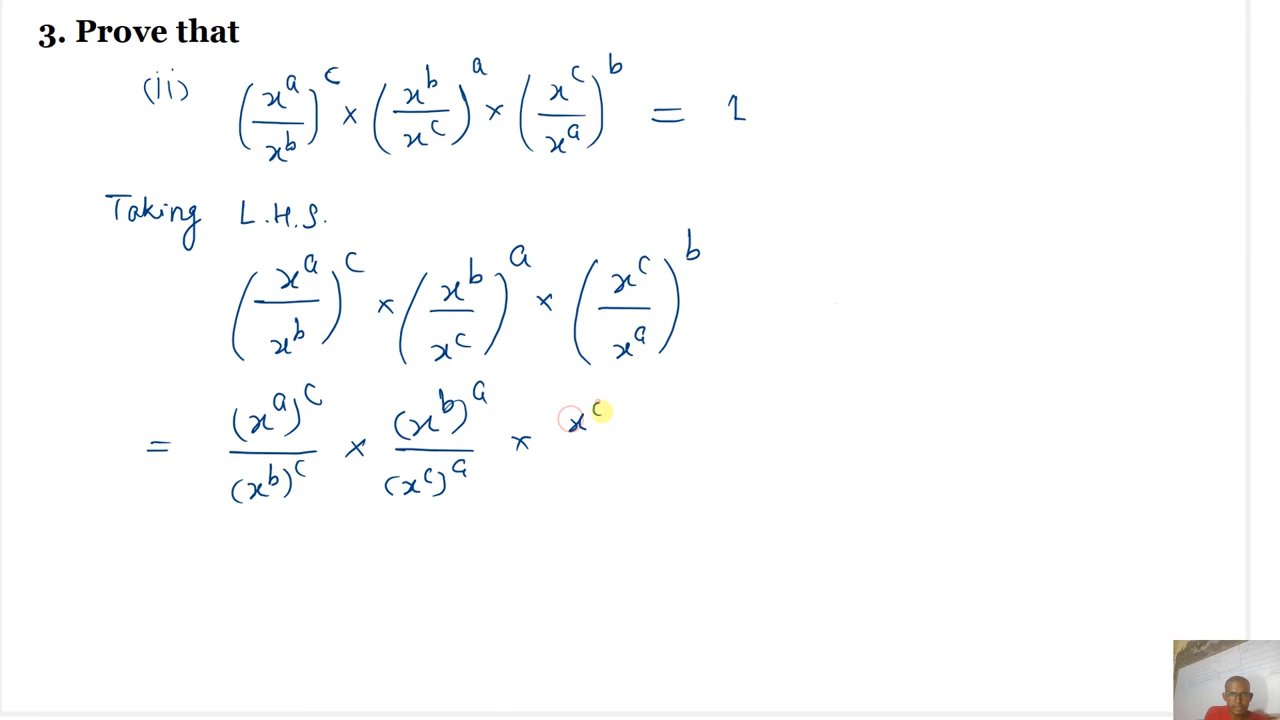 3. Prove that
(ii) (x^a/x^b)^c × (x^b/x^c)^a × (x^c/x^a)^b = 1
Taking L.H.S.
(x^a/x^b)^c × (x^b/x^c)^a × (x^c/x^a)^b
= (x^a)^c/(x^b)^c × (x^b)^a/(x^c)^a × x^c